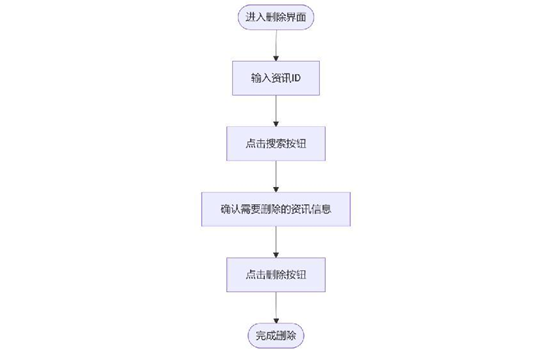 进入删除界面
输入资讯ID
点击搜索按钮
确认需要删除的资讯信息
点击删除按钮
完成删除